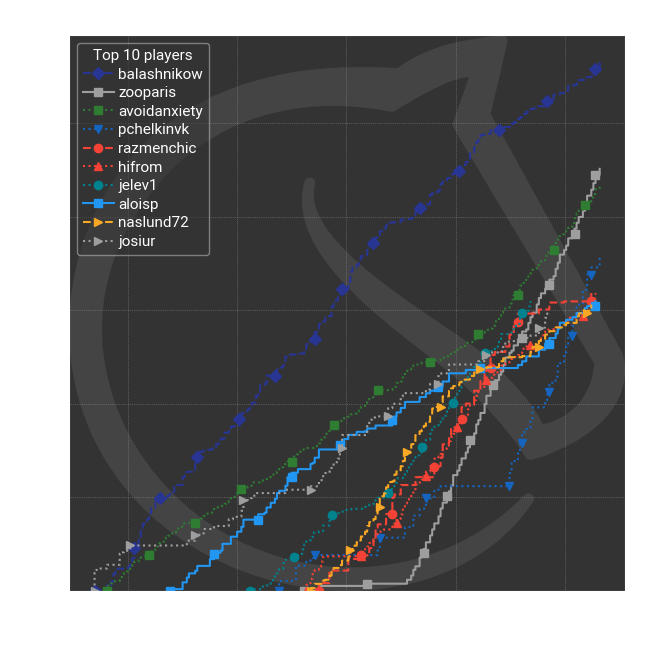 Top 10 players
balashnikow
zooparis
avoidanxiety
pchelkinvk
razmenchic
hifrom
jelev1
aloisp
naslund72
josiur